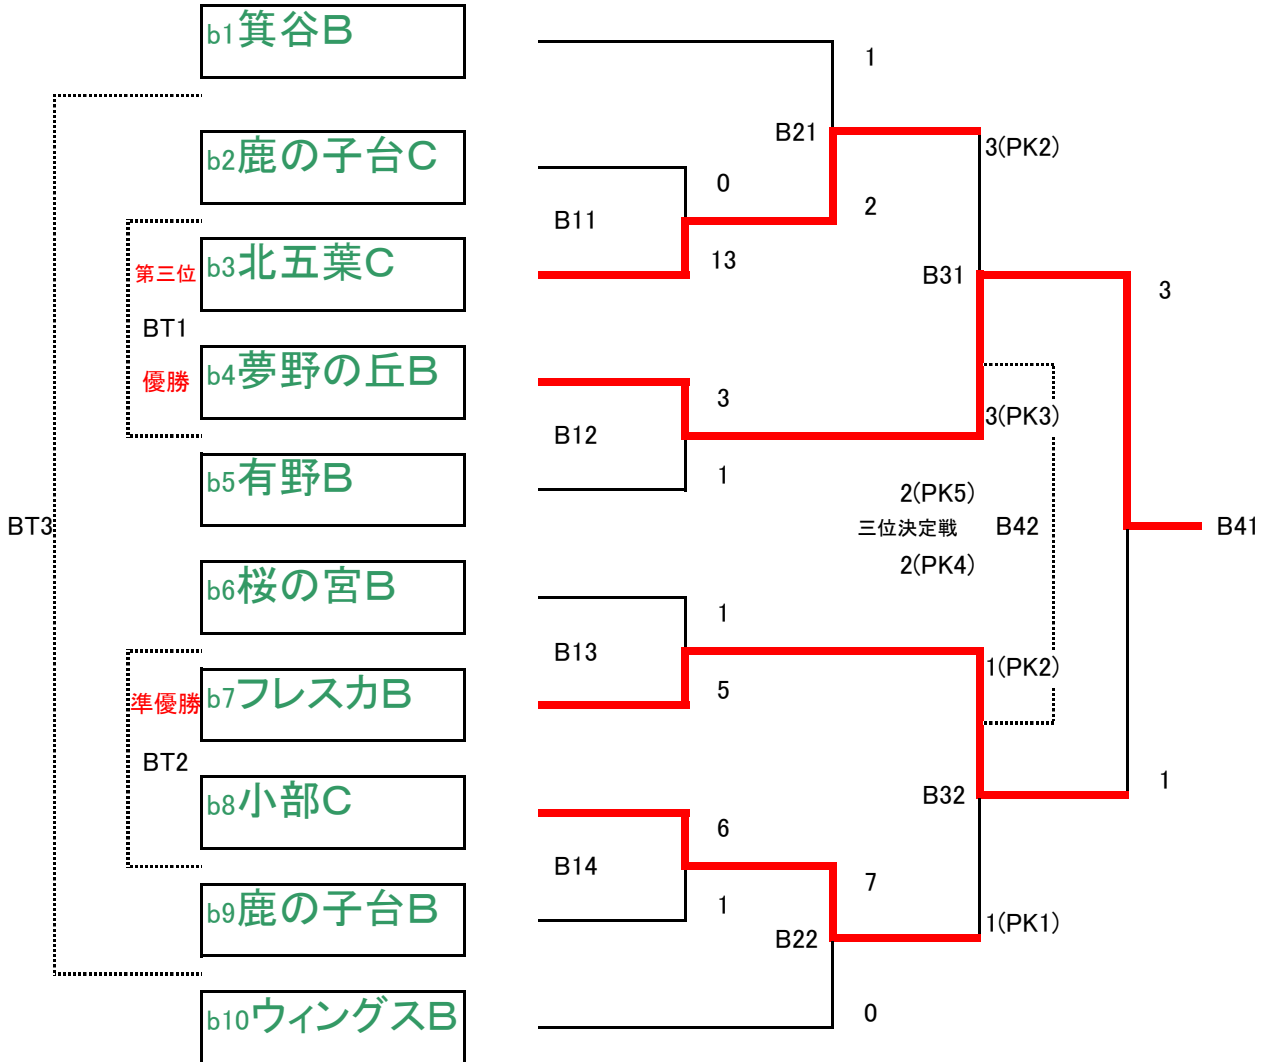 b1箕谷B
1
B21
3(PK2)
b2鹿の子台C
0
B11
2
b3北五葉C
第三位
13
B31
3
BT1
b4夢野の丘B
優勝
3
3(PK3)
B12
b5有野B
1
2(PK5)
BT3
三位決定戦
B42
B41
2(PK4)
b6桜の宮B
1
B13
1(PK2)
b7フレスカB
準優勝
5
BT2
b8小部C
B32
1
6
B14
7
b9鹿の子台B
1
1(PK1)
B22
b10ウィングスB
0